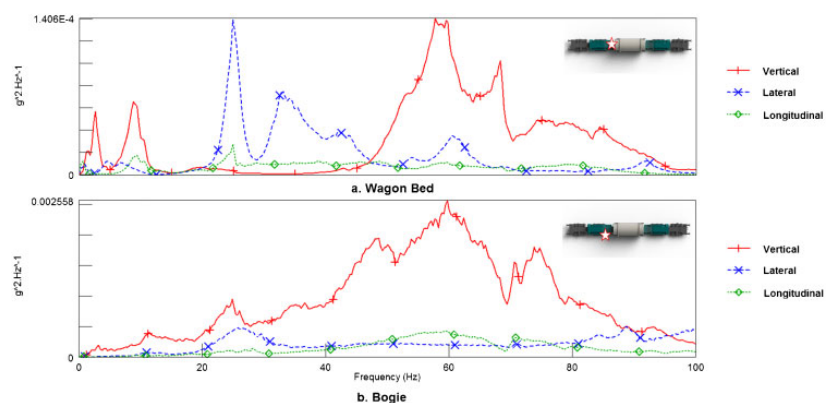 1.406E-4
g^2.Hz^-1
0
Vertical
Lateral
Longitudinal
a. Wagon Bed
0.002558
g^2.Hz^-1
0
Vertical
Lateral
Longitudinal
0 20 40 60 80 100
Frequency (Hz)
b. Bogie